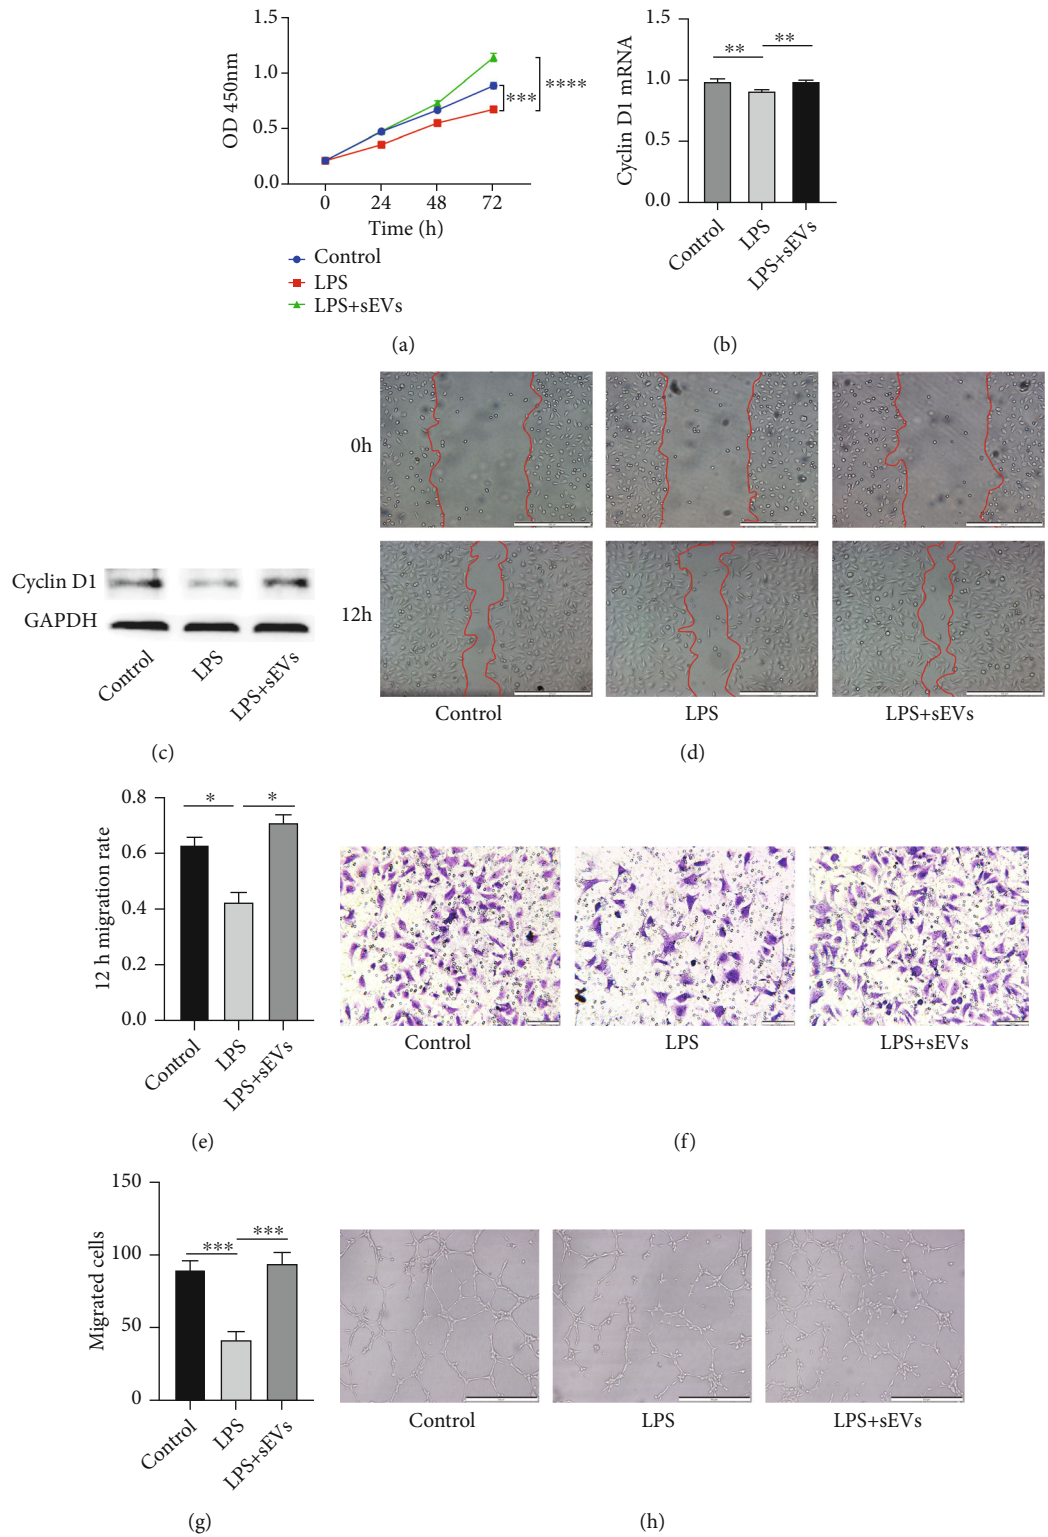 OD 450nm
1.5
1.0
0.5
0.0
0 24 48 72
Time (h)
***
****
Control
LPS
LPS+sEVs
(a)
Cyclin D1 mRNA
1.5
1.0
0.5
0.0
** **
Control
LPS
LPS+sEVs
(b)
Cyclin D1
GAPDH
Control
LPS
LPS+sEVs
(c)
0h
12h
Control LPS LPS+sEVs
(d)
12 h migration rate
0.8
0.6
0.4
0.2
0.0
* *
Control
LPS
LPS+sEVs
(e)
Control LPS LPS+sEVs
(f)
Migrated cells
150
100
50
0
*** ***
Control
LPS
LPS+sEVs
(g)
Control LPS LPS+sEVs
(h)